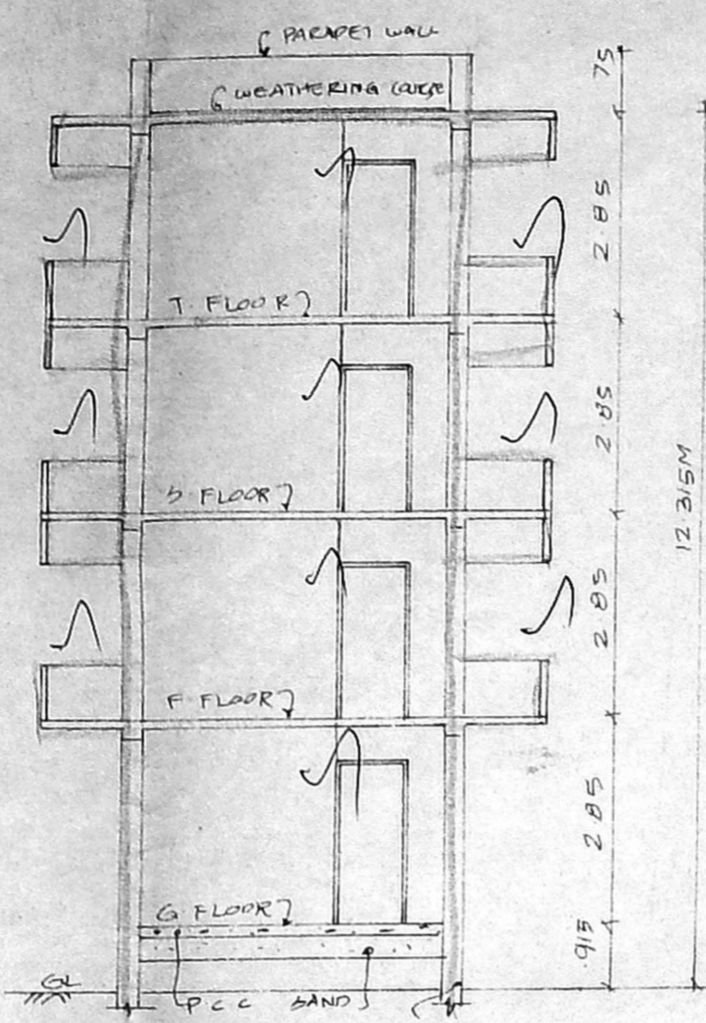 PARAPET WALL
75
WEATHERING COURSE
2.85
T. FLOOR
2.85
S. FLOOR
12.315M
2.85
F. FLOOR
2.85
G. FLOOR
.915
GL
P.C.C SAND